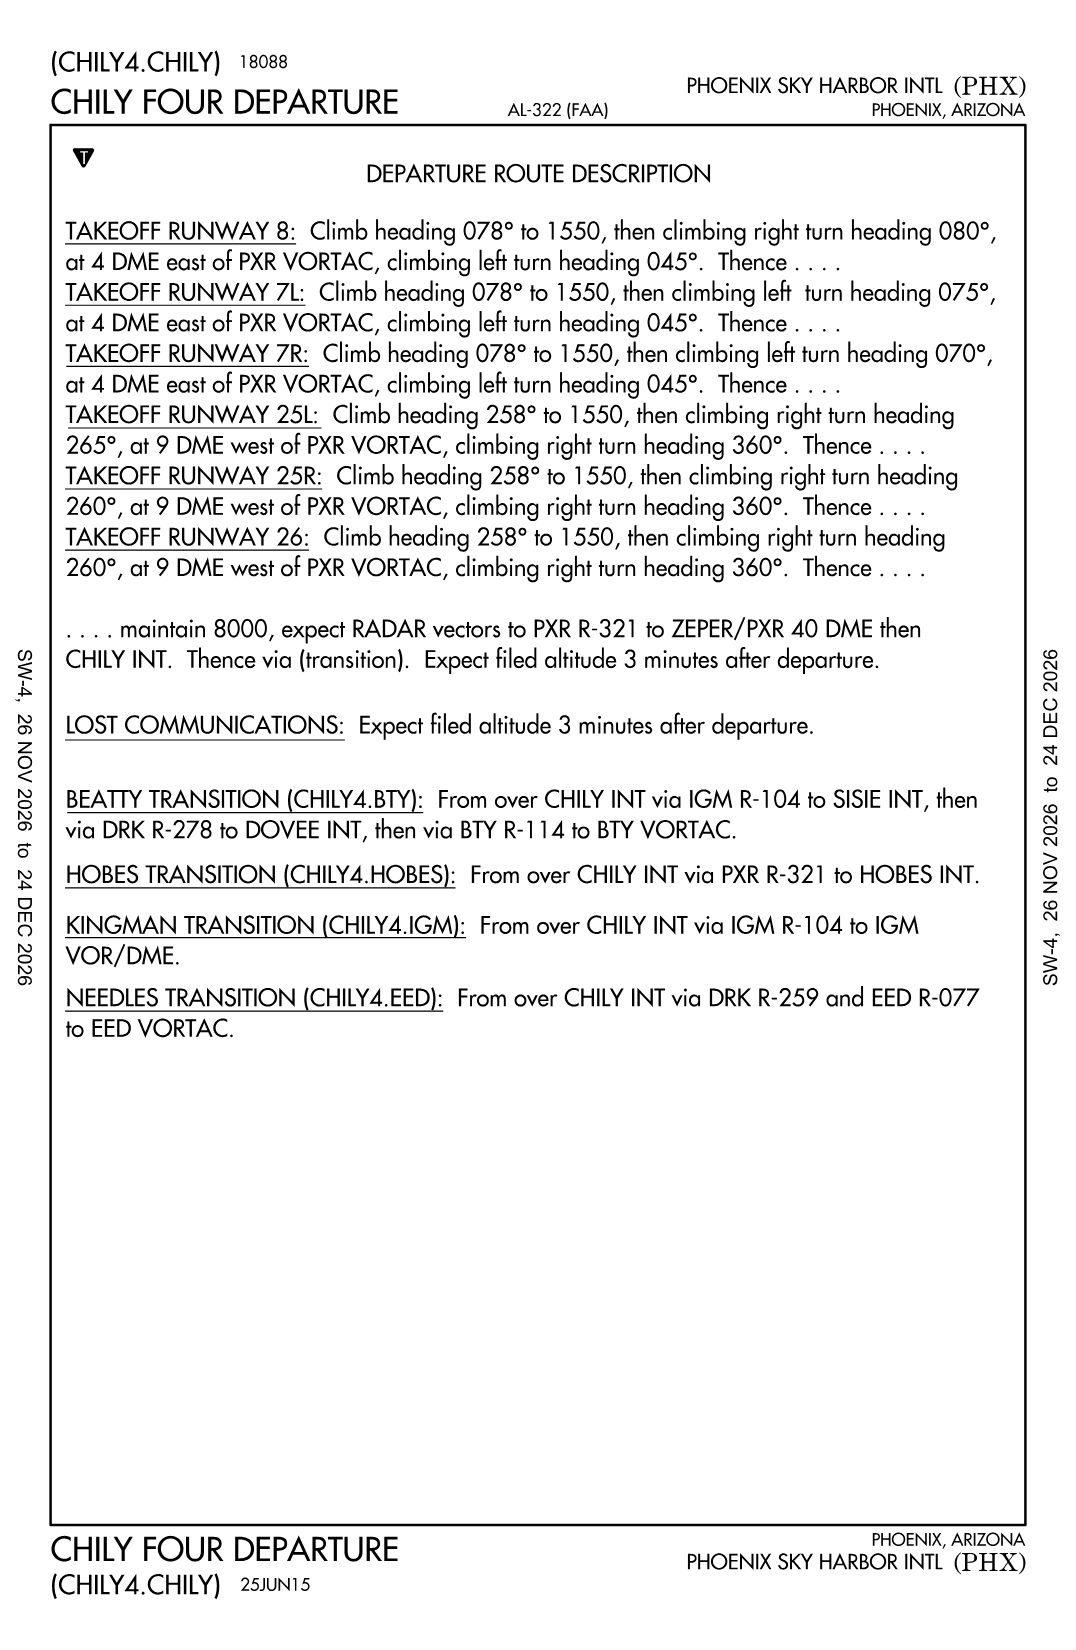 (CHILY4.CHILY) 18088
CHILY FOUR DEPARTURE
AL-322 (FAA)
PHOENIX SKY HARBOR INTL (PHX)
PHOENIX, ARIZONA
T
DEPARTURE ROUTE DESCRIPTION
TAKEOFF RUNWAY 8: Climb heading 078° to 1550, then climbing right turn heading 080°,
at 4 DME east of PXR VORTAC, climbing left turn heading 045°. Thence . . . .
TAKEOFF RUNWAY 7L: Climb heading 078° to 1550, then climbing left turn heading 075°,
at 4 DME east of PXR VORTAC, climbing left turn heading 045°. Thence . . . .
TAKEOFF RUNWAY 7R: Climb heading 078° to 1550, then climbing left turn heading 070°,
at 4 DME east of PXR VORTAC, climbing left turn heading 045°. Thence . . . .
TAKEOFF RUNWAY 25L: Climb heading 258° to 1550, then climbing right turn heading
265°, at 9 DME west of PXR VORTAC, climbing right turn heading 360°. Thence . . . .
TAKEOFF RUNWAY 25R: Climb heading 258° to 1550, then climbing right turn heading
260°, at 9 DME west of PXR VORTAC, climbing right turn heading 360°. Thence . . . .
TAKEOFF RUNWAY 26: Climb heading 258° to 1550, then climbing right turn heading
260°, at 9 DME west of PXR VORTAC, climbing right turn heading 360°. Thence . . . .
. . . . maintain 8000, expect RADAR vectors to PXR R-321 to ZEPER/PXR 40 DME then
CHILY INT. Thence via (transition). Expect filed altitude 3 minutes after departure.
LOST COMMUNICATIONS: Expect filed altitude 3 minutes after departure.
BEATTY TRANSITION (CHILY4.BTY): From over CHILY INT via IGM R-104 to SISIE INT, then
via DRK R-278 to DOVEE INT, then via BTY R-114 to BTY VORTAC.
HOBES TRANSITION (CHILY4.HOBES): From over CHILY INT via PXR R-321 to HOBES INT.
KINGMAN TRANSITION (CHILY4.IGM): From over CHILY INT via IGM R-104 to IGM
VOR/DME.
NEEDLES TRANSITION (CHILY4.EED): From over CHILY INT via DRK R-259 and EED R-077
to EED VORTAC.
SW-4, 26 NOV 2026 to 24 DEC 2026
SW-4, 26 NOV 2026 to 24 DEC 2026
CHILY FOUR DEPARTURE
(CHILY4.CHILY) 25JUN15
PHOENIX, ARIZONA
PHOENIX SKY HARBOR INTL (PHX)